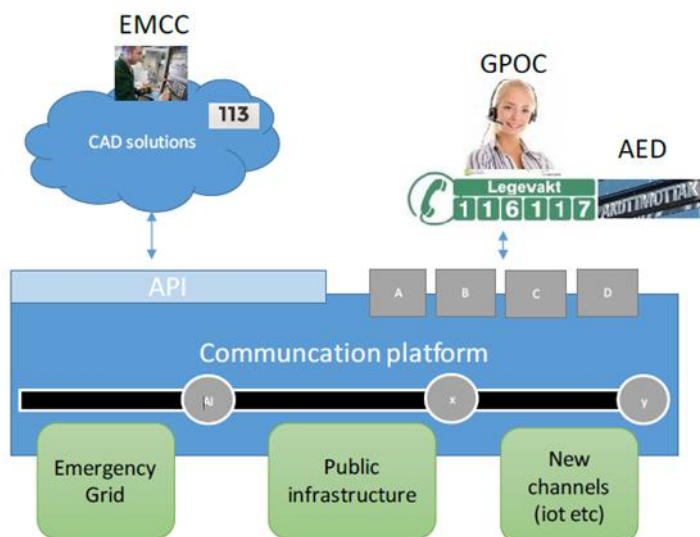 EMCC
113
CAD solutions
GPOC
AED
Legevakt
116117
API
A
B
C
D
Communcation platform
AI
x
y
Emergency
Grid
Public
infrastructure
New
channels
(iot etc)